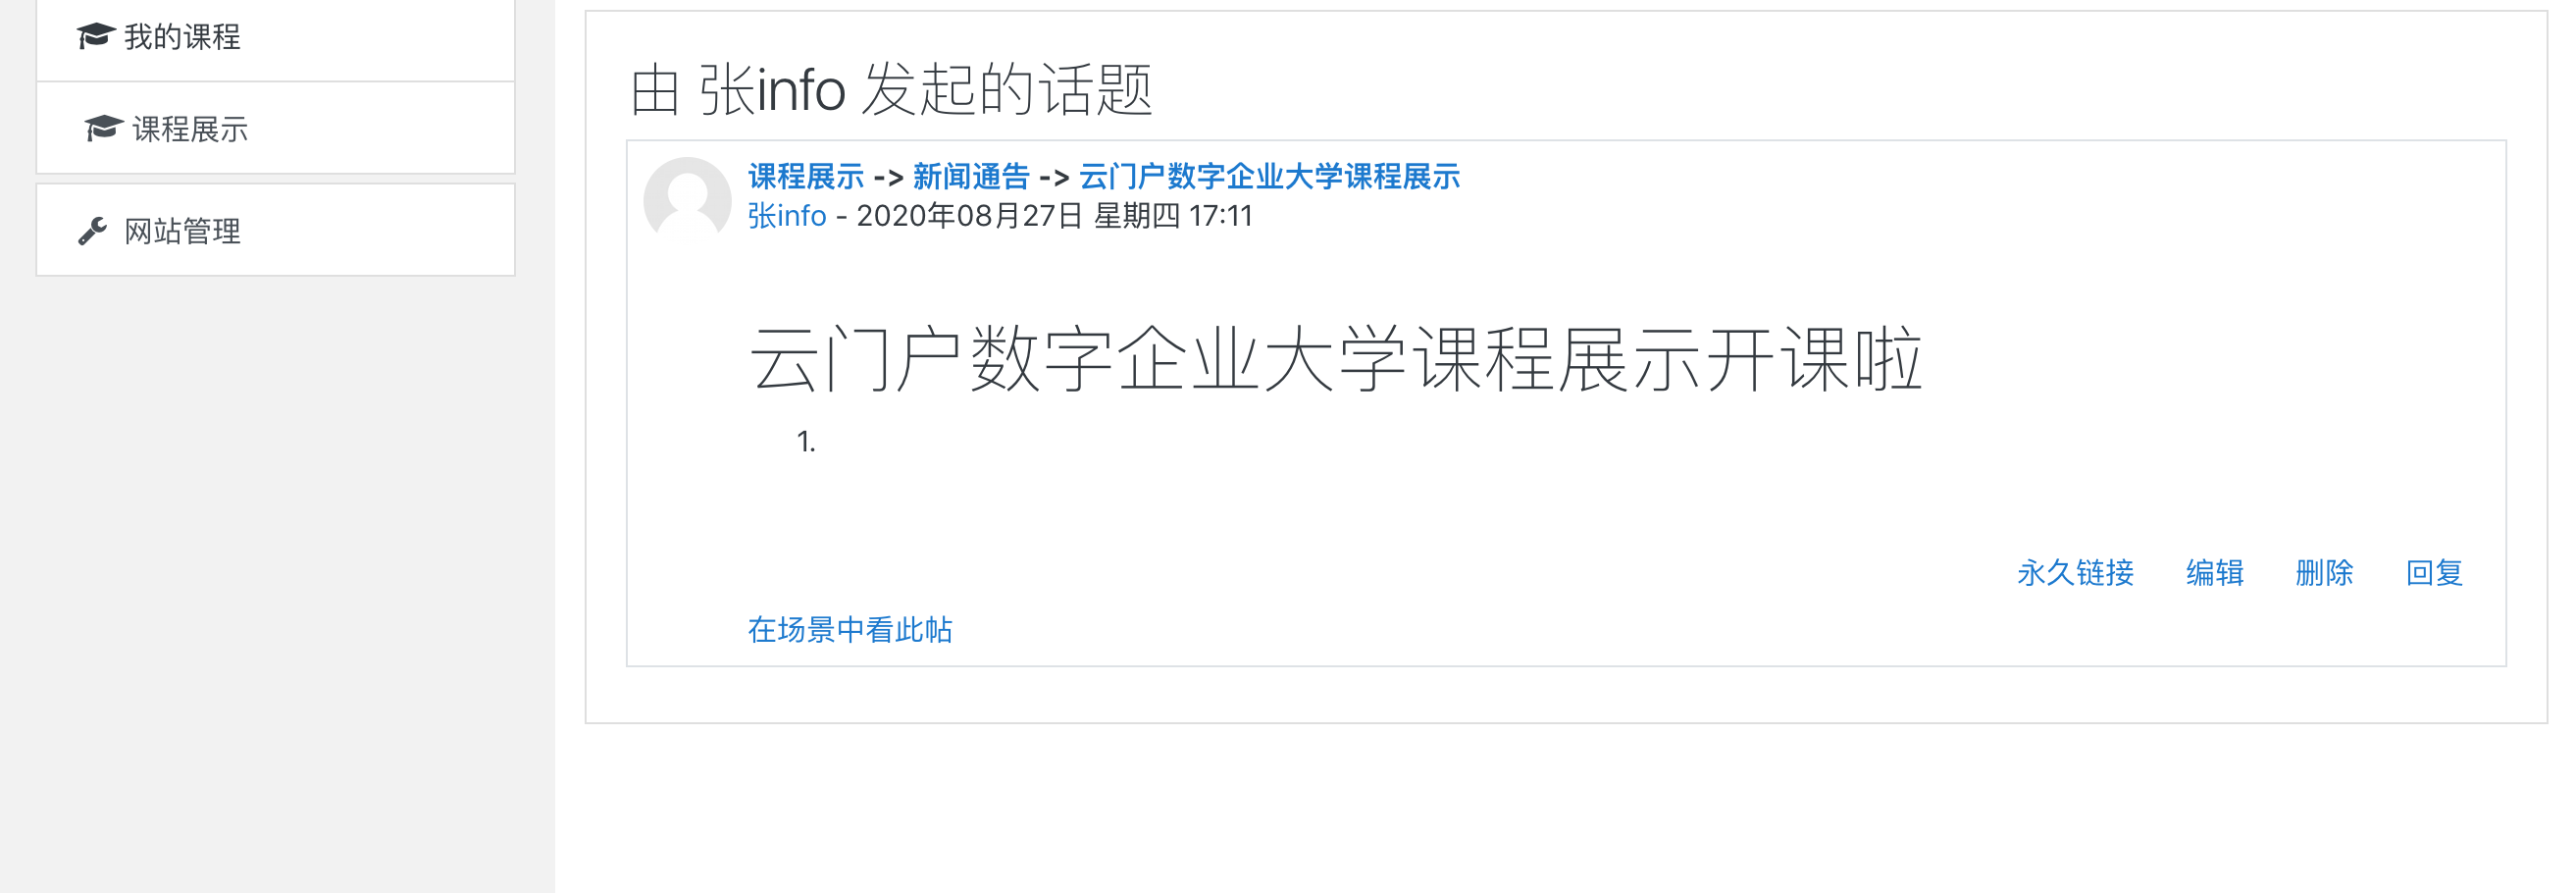 我的课程
课程展示
网站管理
由 张info 发起的话题
课程展示 -> 新闻通告 -> 云门户数字企业大学课程展示
张info - 2020年08月27日 星期四 17:11
云门户数字企业大学课程展示开课啦
1.
永久链接 编辑 删除 回复
在场景中看此帖